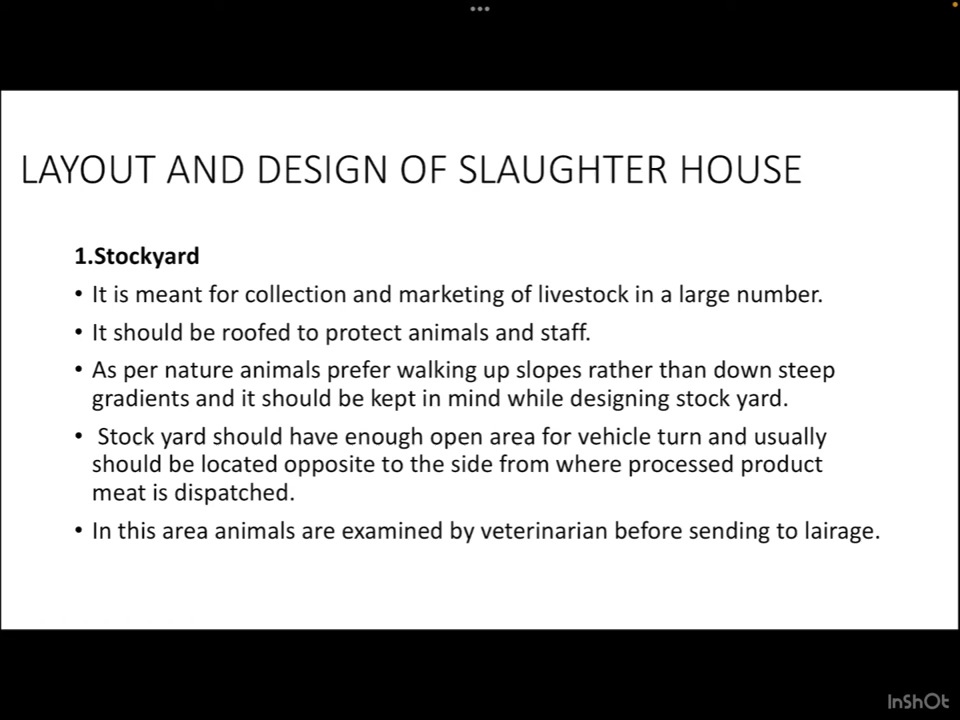 LAYOUT AND DESIGN OF SLAUGHTER HOUSE
1.Stockyard
• It is meant for collection and marketing of livestock in a large number.
• It should be roofed to protect animals and staff.
• As per nature animals prefer walking up slopes rather than down steep
gradients and it should be kept in mind while designing stock yard.
• Stock yard should have enough open area for vehicle turn and usually
should be located opposite to the side from where processed product
meat is dispatched.
• In this area animals are examined by veterinarian before sending to lairage.
InShOt